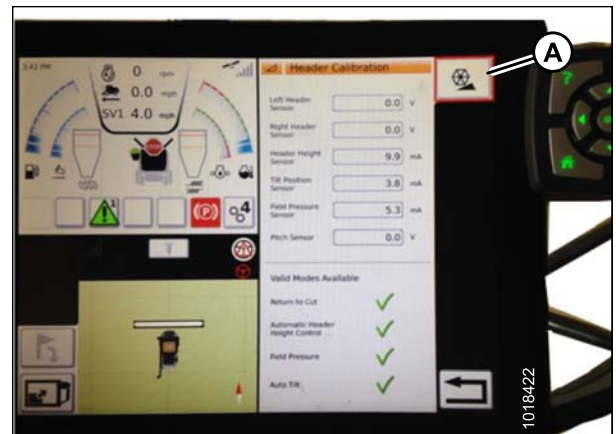 3:42 PM
0 rpm
0.0 mph
SV1 4.0 mph
STOP
1
(P)
4
Header Calibration
Left Header Sensor 0.0 V
Right Header Sensor 0.0 V
Header Height Sensor 9.9 mA
Tilt Position Sensor 3.8 mA
Field Pressure Sensor 5.3 mA
Pitch Sensor 0.0 V
Valid Modes Available
Return to Cut
Automatic Header Height Control
Field Pressure
Auto Tilt
A
?
1018422